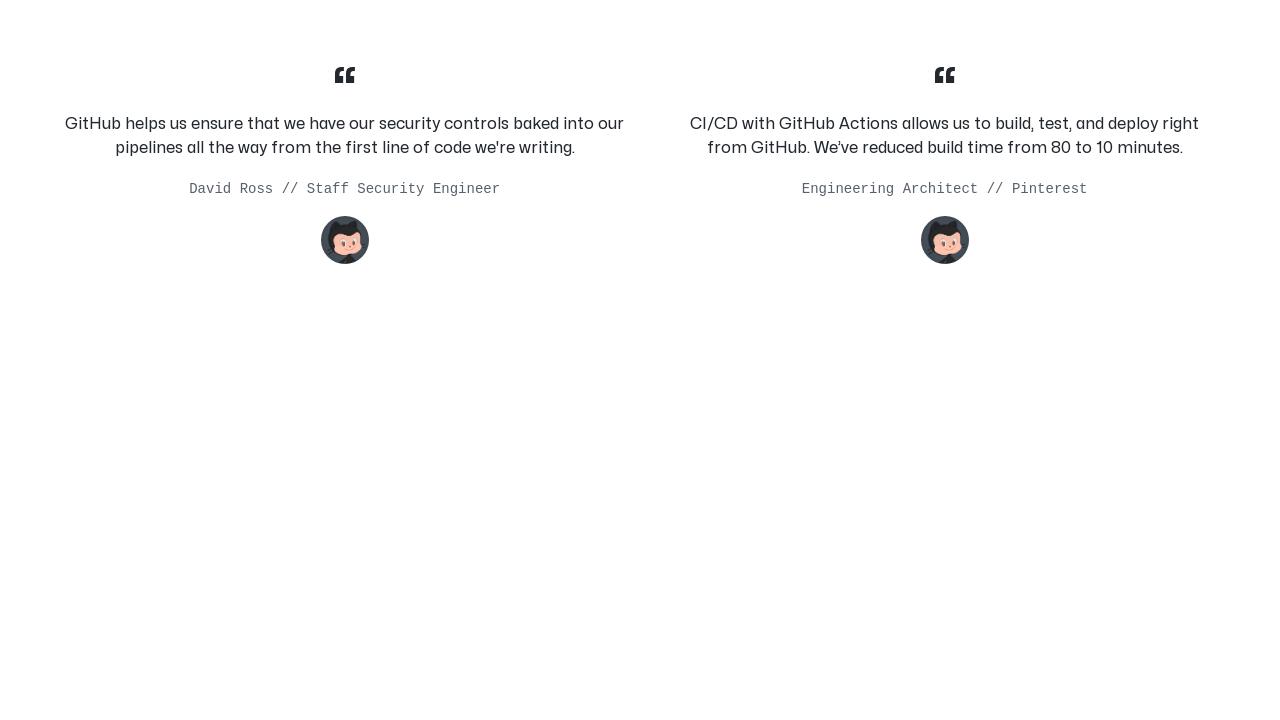 “
GitHub helps us ensure that we have our security controls baked into our
pipelines all the way from the first line of code we're writing.
David Ross // Staff Security Engineer
“
CI/CD with GitHub Actions allows us to build, test, and deploy right
from GitHub. We’ve reduced build time from 80 to 10 minutes.
Engineering Architect // Pinterest